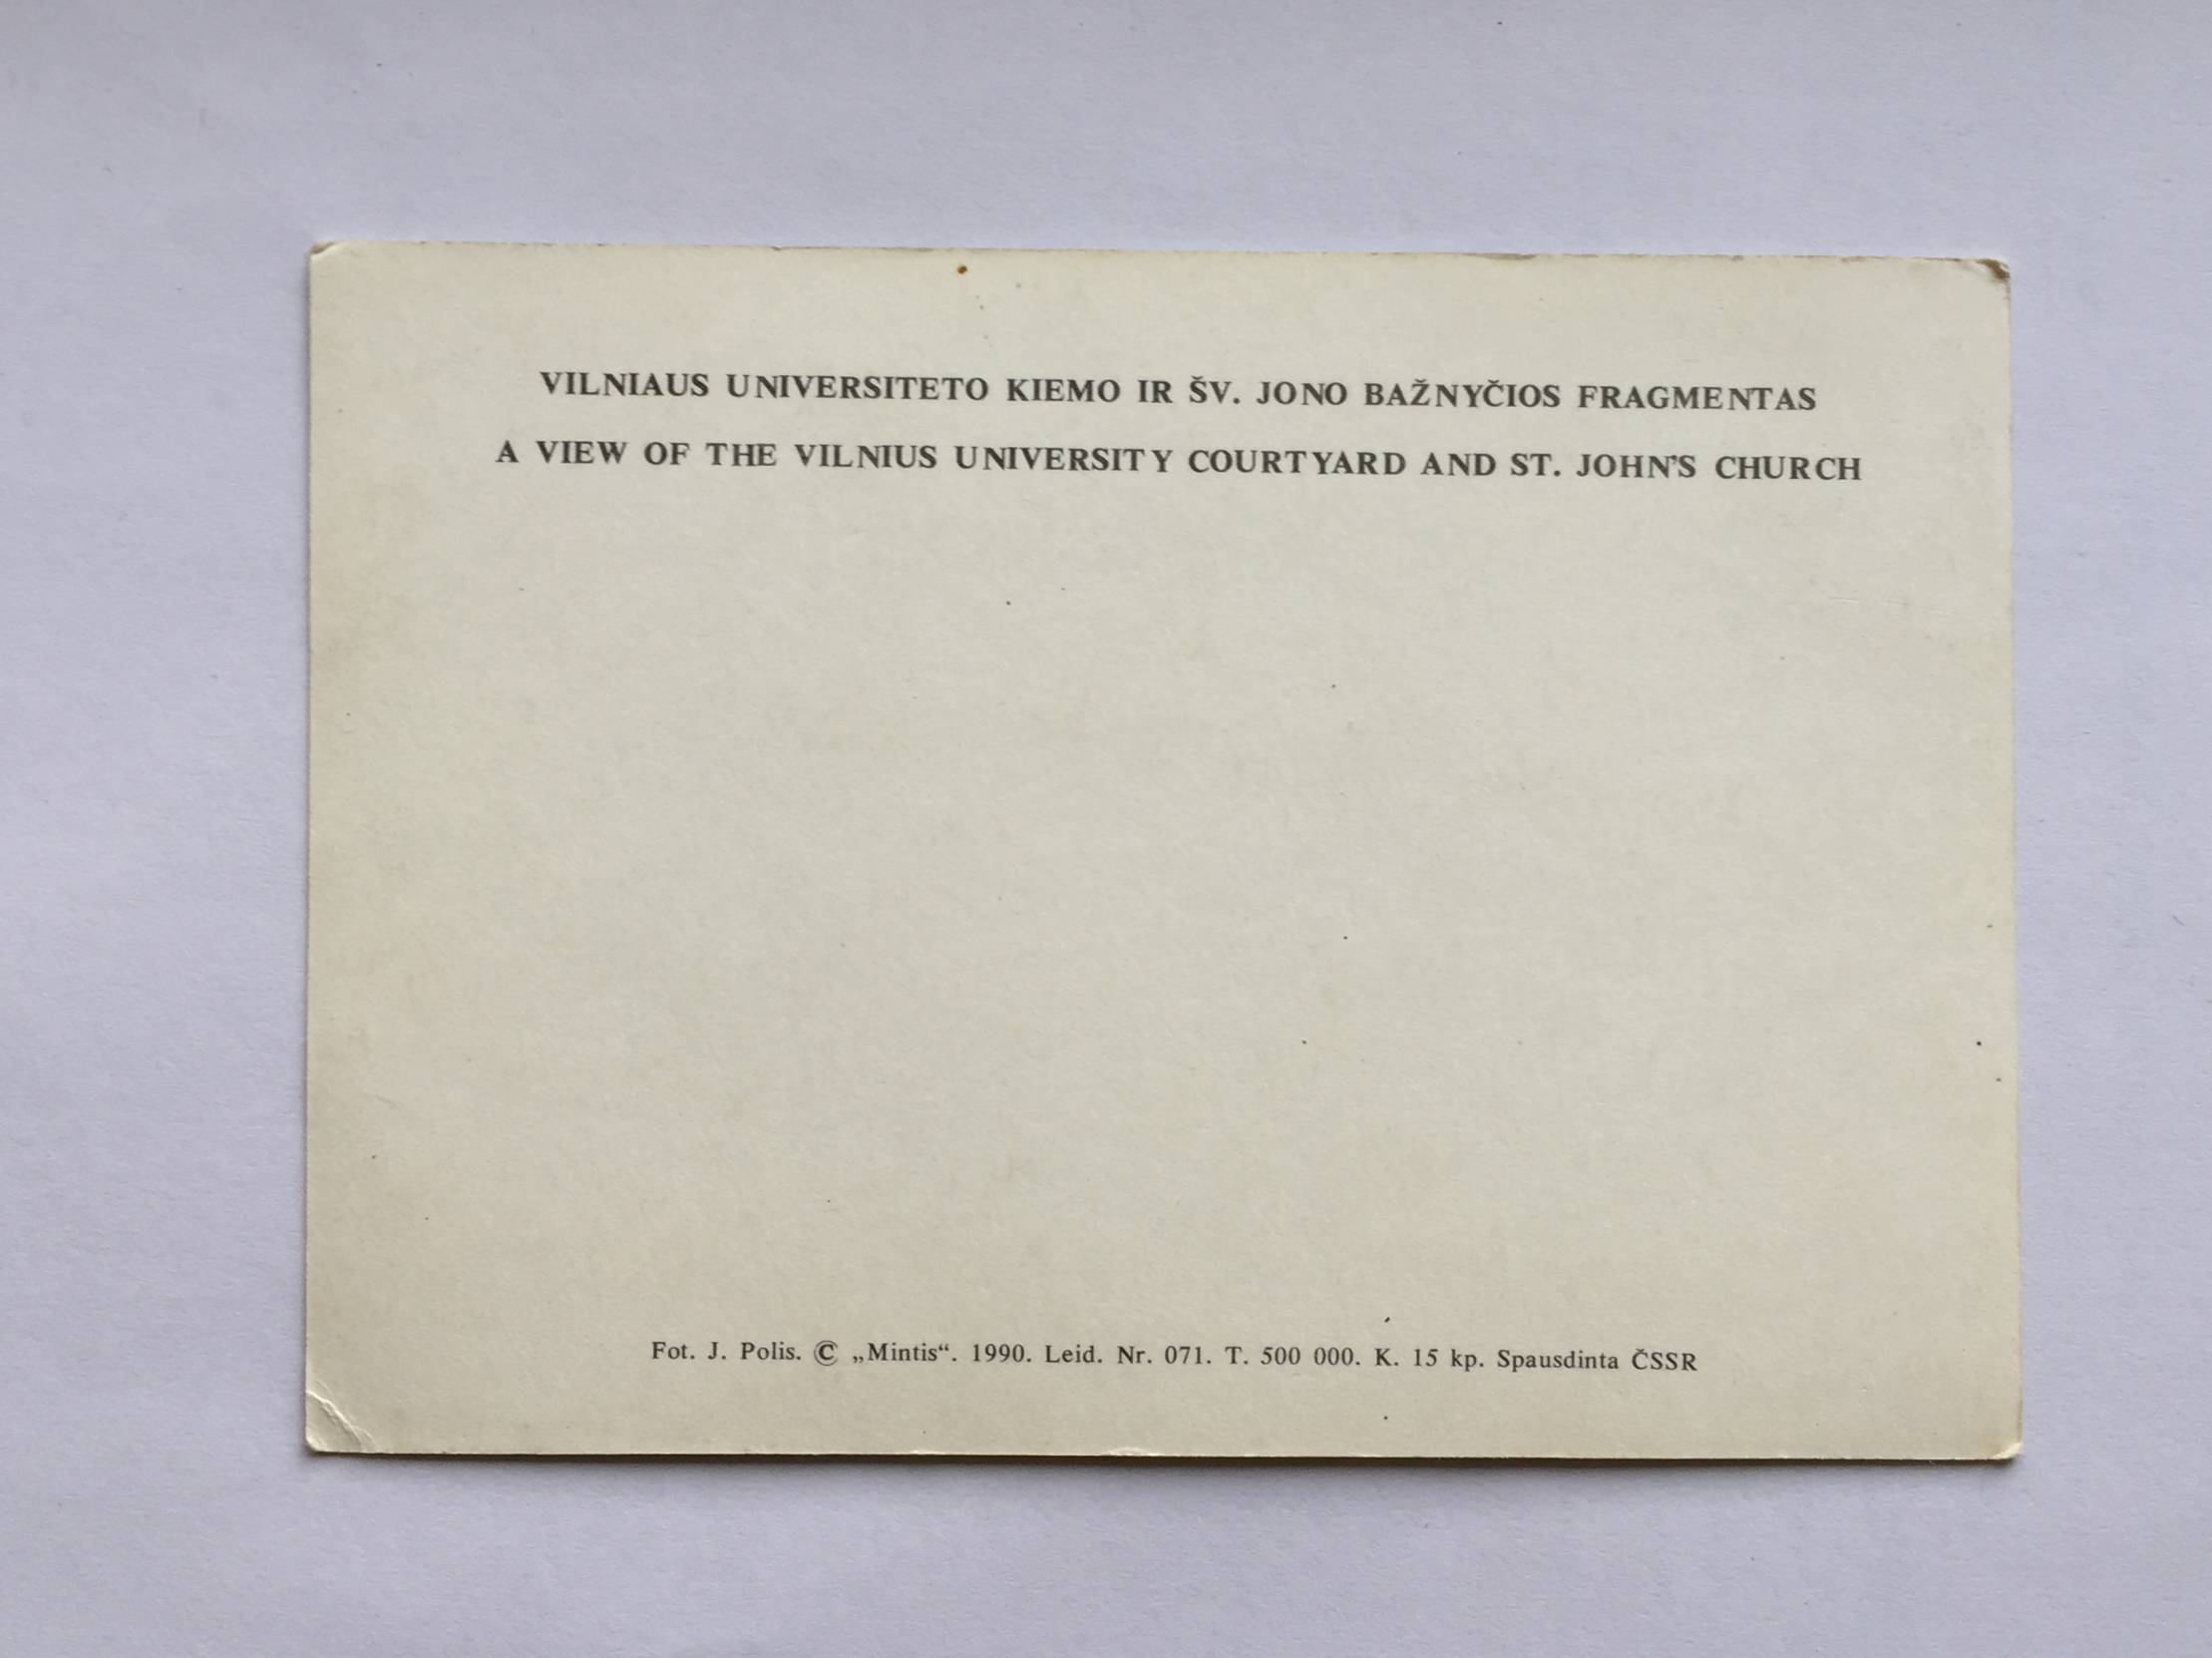 VILNIAUS UNIVERSITETO KIEMO IR ŠV. JONO BAŽNYČIOS FRAGMENTAS
A VIEW OF THE VILNIUS UNIVERSITY COURTYARD AND ST. JOHN'S CHURCH
Fot. J. Polis. © „Mintis“. 1990. Leid. Nr. 071. T. 500 000. K. 15 kp. Spausdinta ČSSR